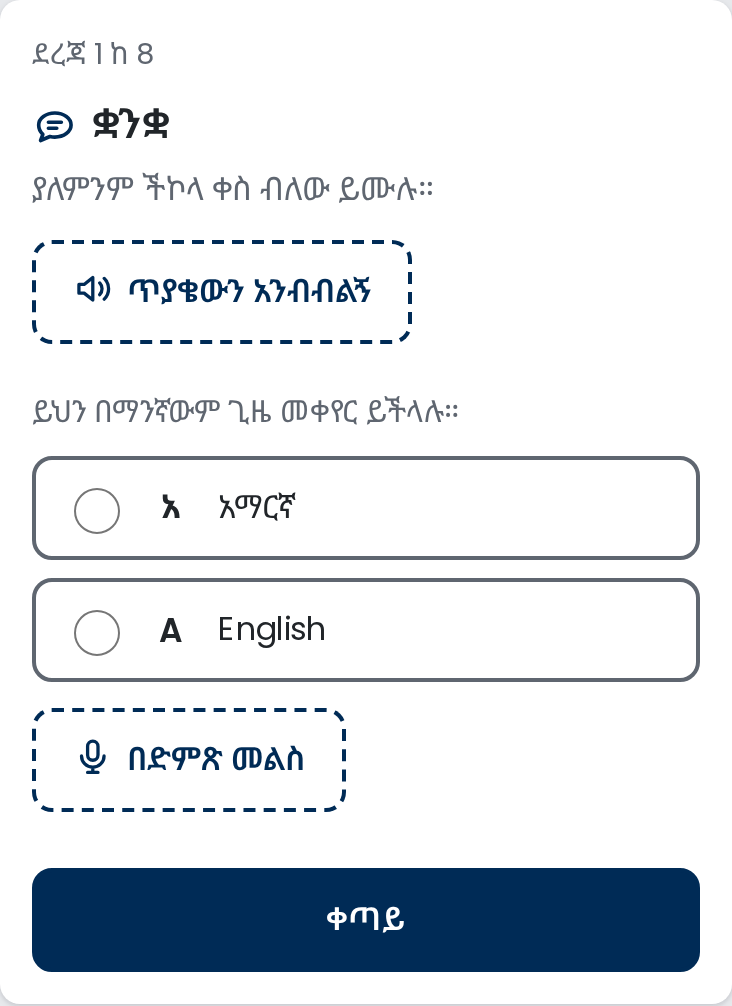 ደረጃ 1 ከ 8
ቋንቋ
ያለምንም ችኮላ ቀስ ብለው ይሙሉ።
ጥያቄውን አንብብልኝ
ይህን በማንኛውም ጊዜ መቀየር ይችላሉ።
አ አማርኛ
A English
በድምጽ መልስ
ቀጣይ